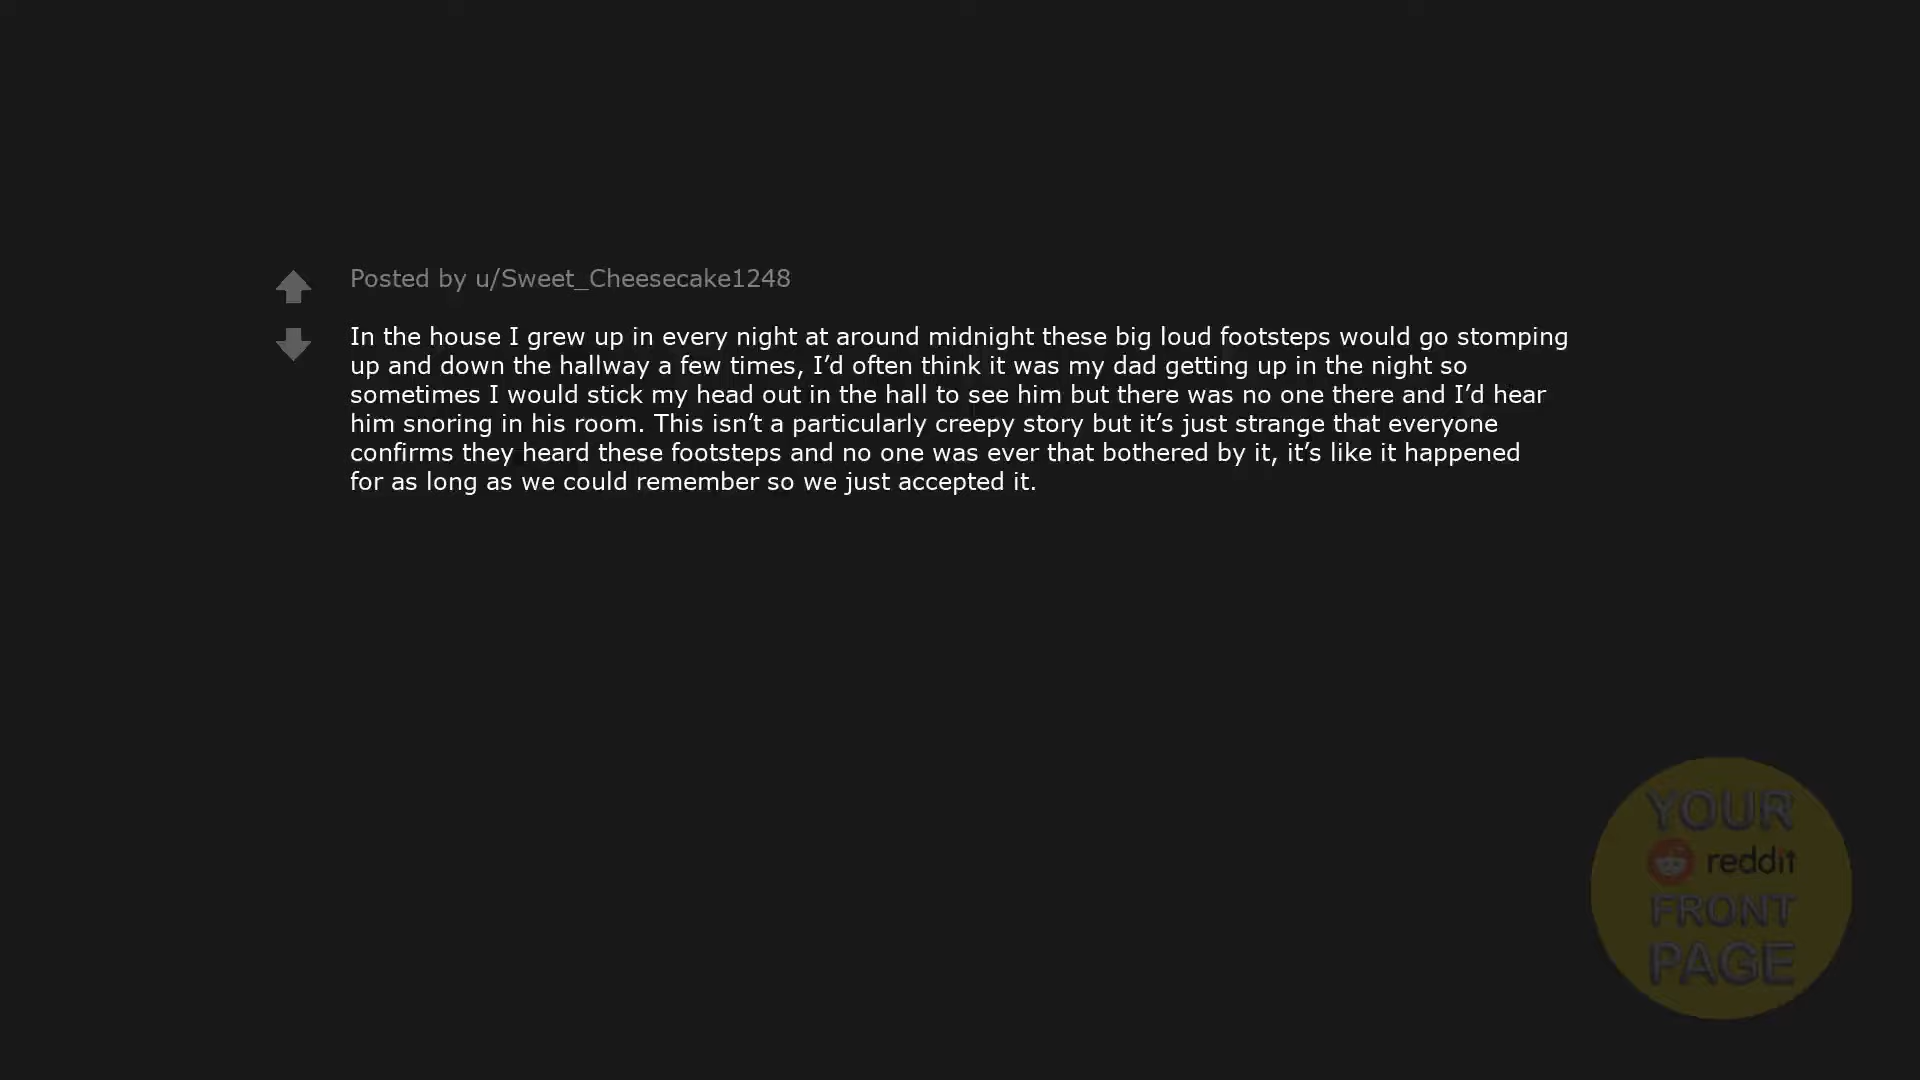 Posted by u/Sweet_Cheesecake1248
In the house I grew up in every night at around midnight these big loud footsteps would go stomping
up and down the hallway a few times, I’d often think it was my dad getting up in the night so
sometimes I would stick my head out in the hall to see him but there was no one there and I’d hear
him snoring in his room. This isn’t a particularly creepy story but it’s just strange that everyone
confirms they heard these footsteps and no one was ever that bothered by it, it’s like it happened
for as long as we could remember so we just accepted it.
YOUR
reddit
FRONT
PAGE